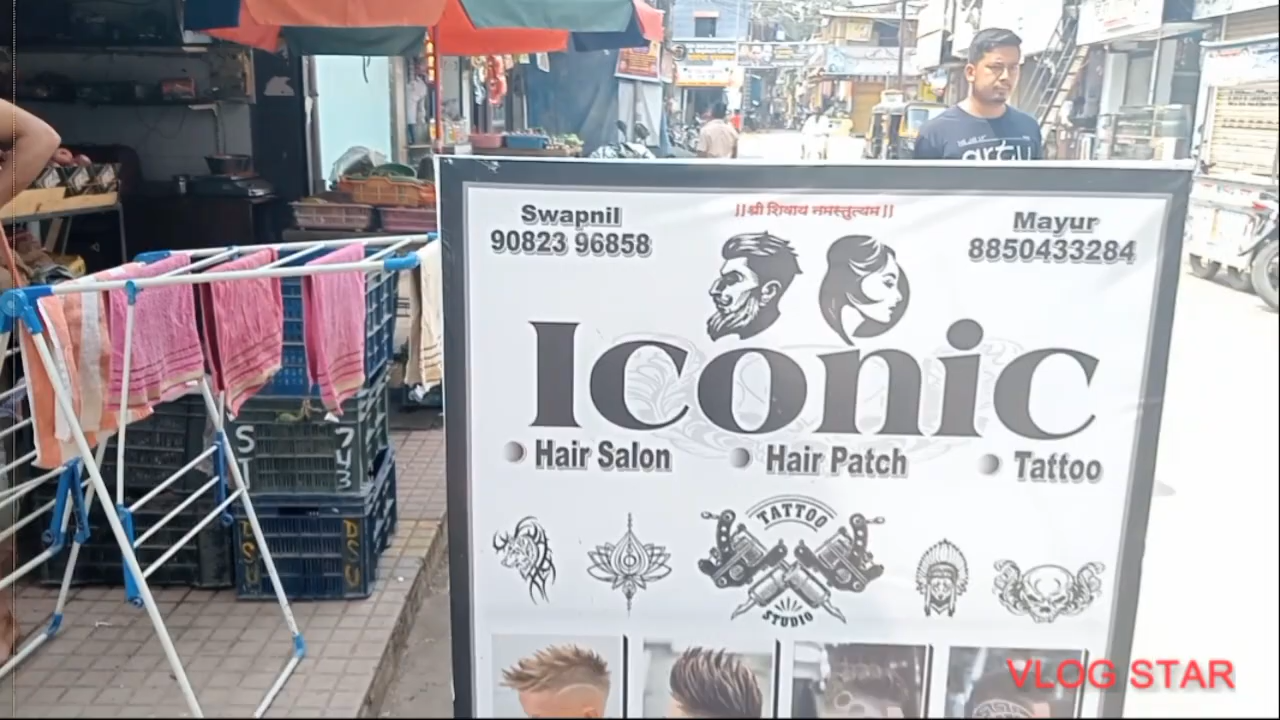 ||श्री शिवाय नमस्तुत्यम||
Swapnil
90823 96858
Mayur
8850433284
Iconic
Hair Salon
Hair Patch
Tattoo
TATTOO
STUDIO
VLOG STAR